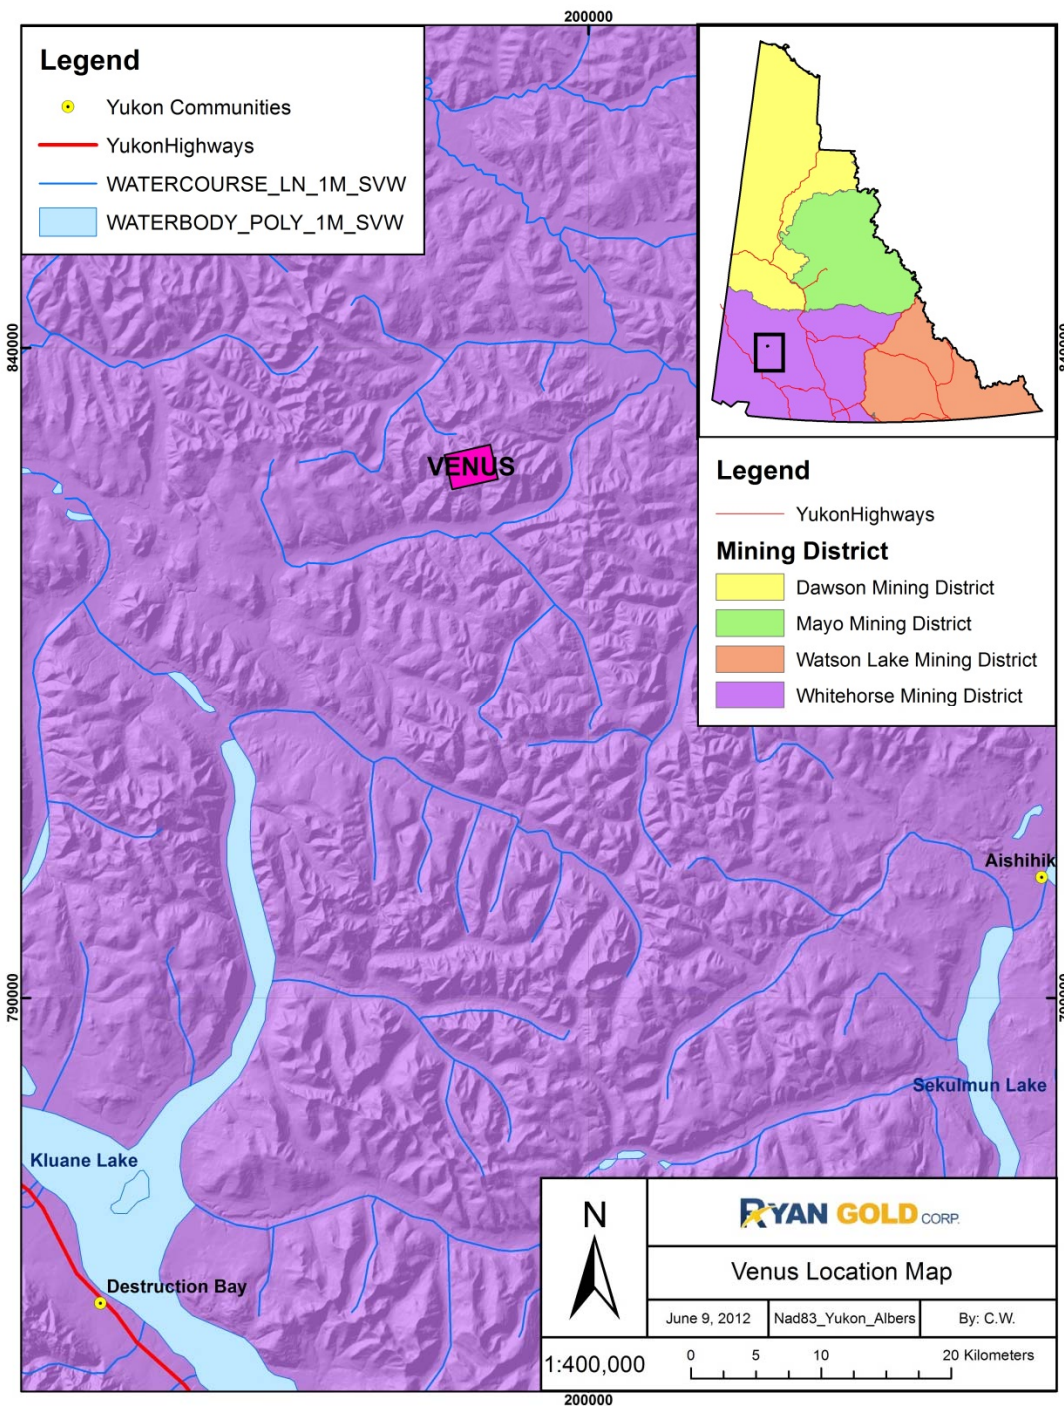 200000
Legend
Yukon Communities
YukonHighways
WATERCOURSE_LN_1M_SVW
WATERBODY_POLY_1M_SVW
840000
840000
VENUS
Legend
YukonHighways
Mining District
Dawson Mining District
Mayo Mining District
Watson Lake Mining District
Whitehorse Mining District
Aishihik
790000
790000
Sekulmun Lake
Kluane Lake
Destruction Bay
N
RYAN GOLD CORP.
Venus Location Map
June 9, 2012
Nad83_Yukon_Albers
By: C.W.
1:400,000
0 5 10 20 Kilometers
200000